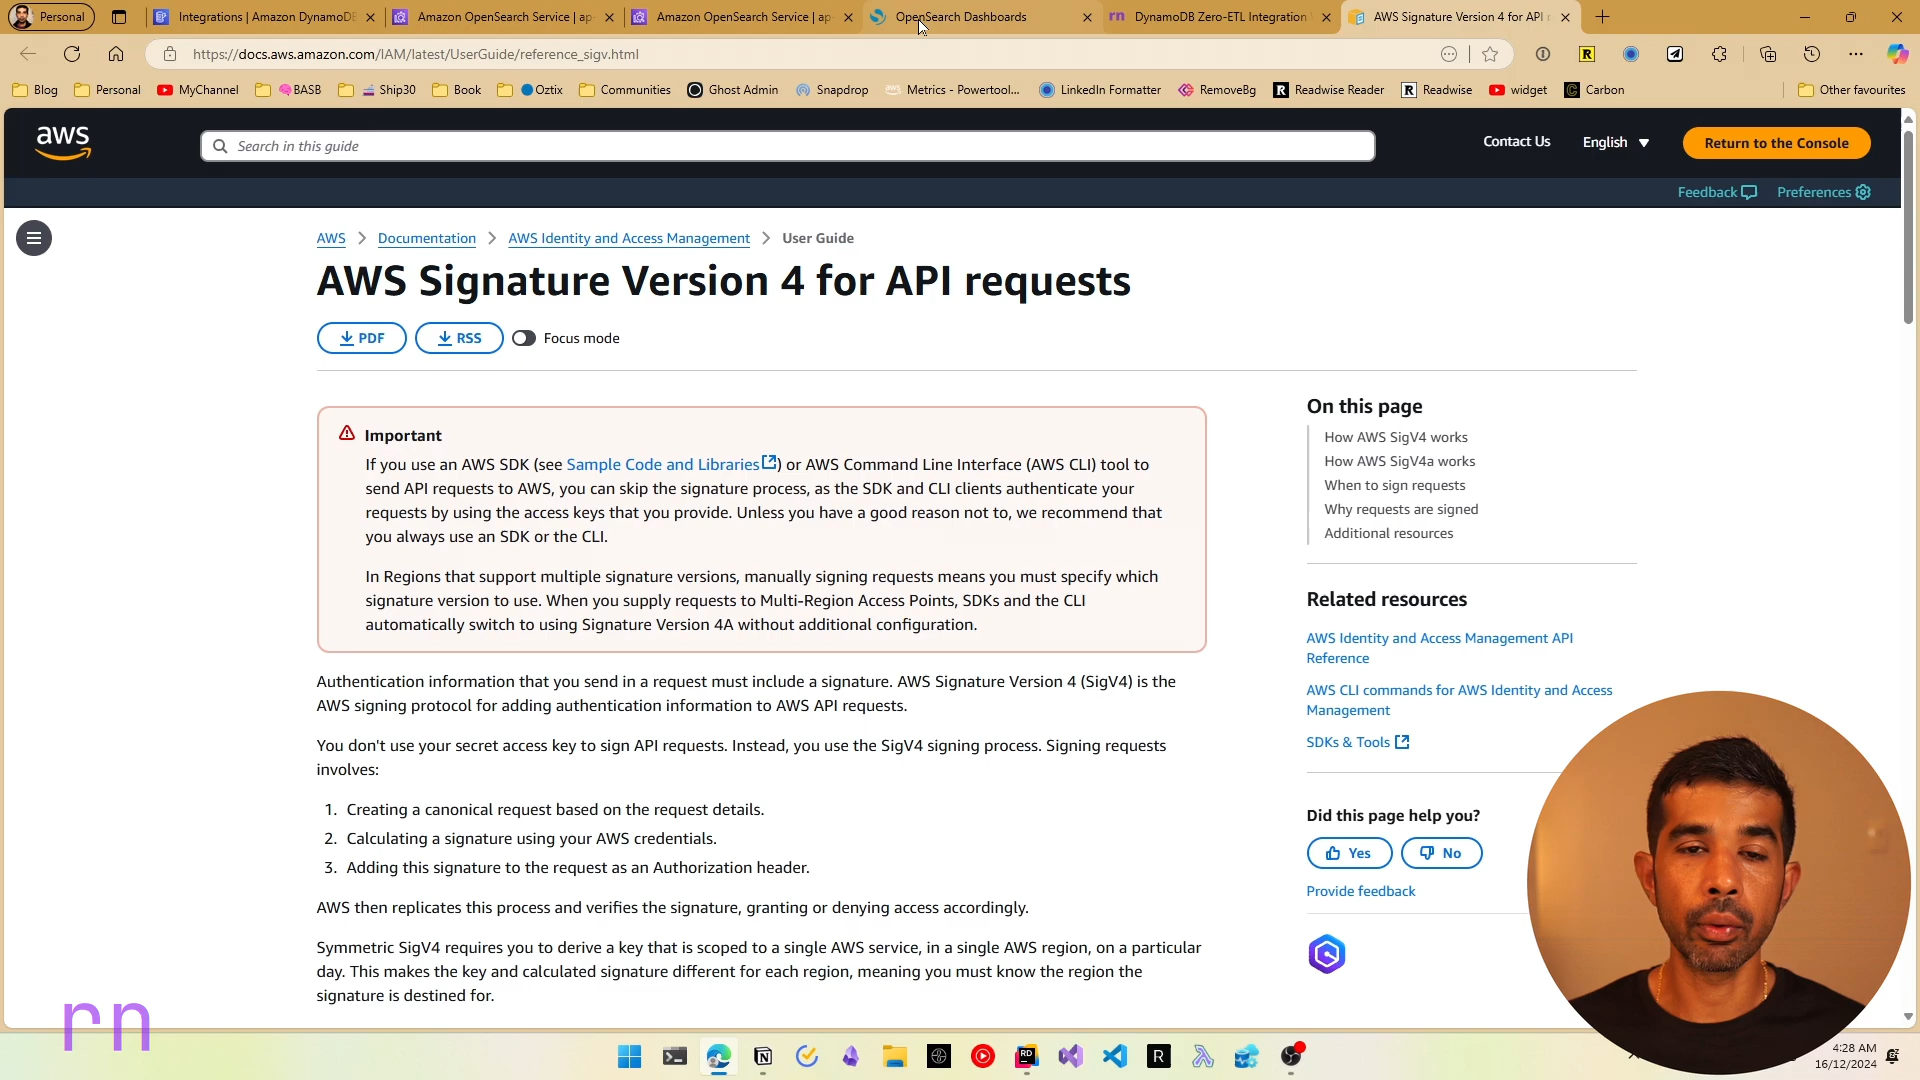 Personal
Integrations | Amazon DynamoDB
Amazon OpenSearch Service | ap-
Amazon OpenSearch Service | ap-
OpenSearch Dashboards
DynamoDB Zero-ETL Integration
AWS Signature Version 4 for API
https://docs.aws.amazon.com/IAM/latest/UserGuide/reference_sigv.html
Blog
Personal
MyChannel
BASB
Ship30
Book
Oztix
Communities
Ghost Admin
Snapdrop
Metrics - Powertool...
LinkedIn Formatter
RemoveBg
Readwise Reader
Readwise
widget
Carbon
Other favourites
aws
Search in this guide
Contact Us
English
Return to the Console
Feedback
Preferences
AWS > Documentation > AWS Identity and Access Management > User Guide
AWS Signature Version 4 for API requests
PDF
RSS
Focus mode
Important
If you use an AWS SDK (see Sample Code and Libraries) or AWS Command Line Interface (AWS CLI) tool to
send API requests to AWS, you can skip the signature process, as the SDK and CLI clients authenticate your
requests by using the access keys that you provide. Unless you have a good reason not to, we recommend that
you always use an SDK or the CLI.
In Regions that support multiple signature versions, manually signing requests means you must specify which
signature version to use. When you supply requests to Multi-Region Access Points, SDKs and the CLI
automatically switch to using Signature Version 4A without additional configuration.
Authentication information that you send in a request must include a signature. AWS Signature Version 4 (SigV4) is the
AWS signing protocol for adding authentication information to AWS API requests.
You don't use your secret access key to sign API requests. Instead, you use the SigV4 signing process. Signing requests
involves:
1. Creating a canonical request based on the request details.
2. Calculating a signature using your AWS credentials.
3. Adding this signature to the request as an Authorization header.
AWS then replicates this process and verifies the signature, granting or denying access accordingly.
Symmetric SigV4 requires you to derive a key that is scoped to a single AWS service, in a single AWS region, on a particular
day. This makes the key and calculated signature different for each region, meaning you must know the region the
signature is destined for.
On this page
How AWS SigV4 works
How AWS SigV4a works
When to sign requests
Why requests are signed
Additional resources
Related resources
AWS Identity and Access Management API
Reference
AWS CLI commands for AWS Identity and Access
Management
SDKs & Tools
Did this page help you?
Yes
No
Provide feedback
rn
4:28 AM
16/12/2024